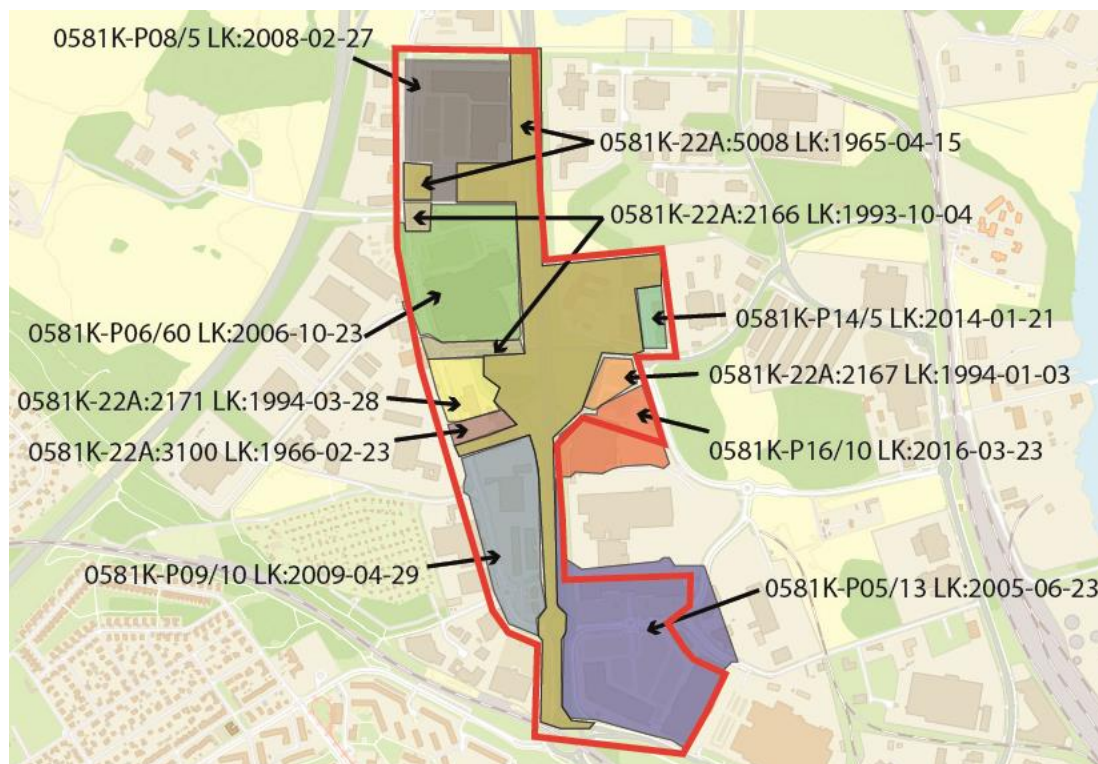 0581K-P08/5 LK:2008-02-27
0581K-22A:5008 LK:1965-04-15
0581K-22A:2166 LK:1993-10-04
0581K-P14/5 LK:2014-01-21
0581K-P06/60 LK:2006-10-23
0581K-22A:2167 LK:1994-01-03
0581K-22A:2171 LK:1994-03-28
0581K-22A:3100 LK:1966-02-23
0581K-P16/10 LK:2016-03-23
0581K-P09/10 LK:2009-04-29
0581K-P05/13 LK:2005-06-23